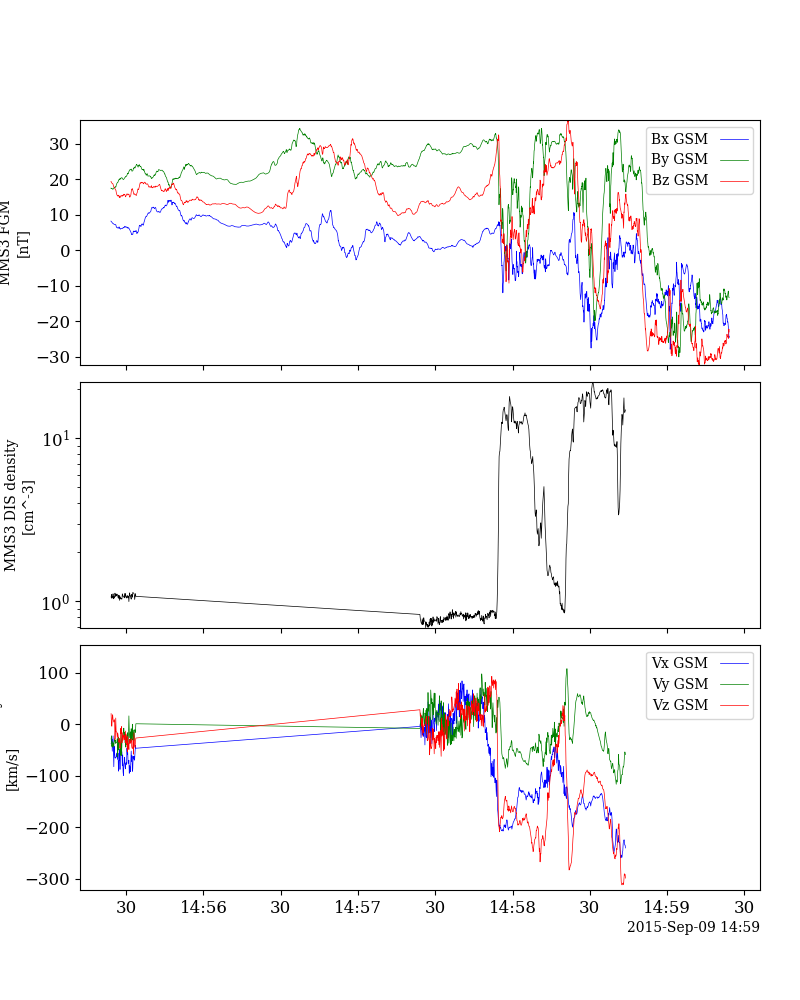 MMS3 FGM
[nT]
30
20
10
0
−10
−20
−30
Bx GSM
By GSM
Bz GSM
MMS3 DIS density
[cm^-3]
10^1
10^0
[km/s]
100
0
−100
−200
−300
Vx GSM
Vy GSM
Vz GSM
30 14:56 30 14:57 30 14:58 30 14:59 30
2015-Sep-09 14:59